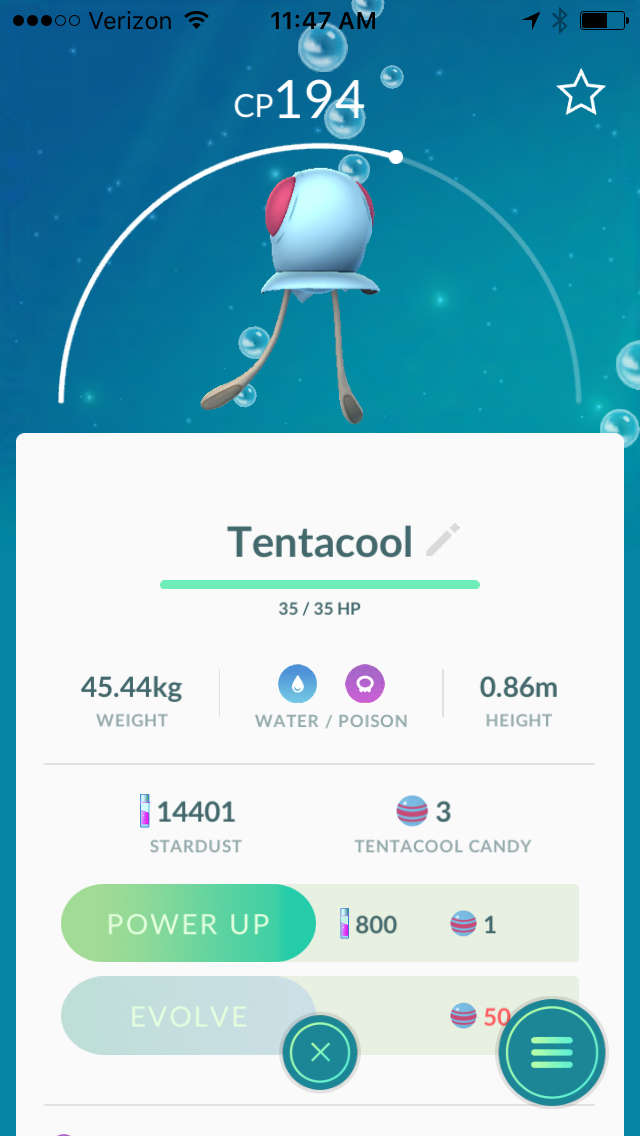 Verizon 11:47 AM
CP194
Tentacool
35 / 35 HP
45.44kg
WEIGHT
WATER / POISON
0.86m
HEIGHT
14401
STARDUST
3
TENTACOOL CANDY
POWER UP 800 1
EVOLVE 50